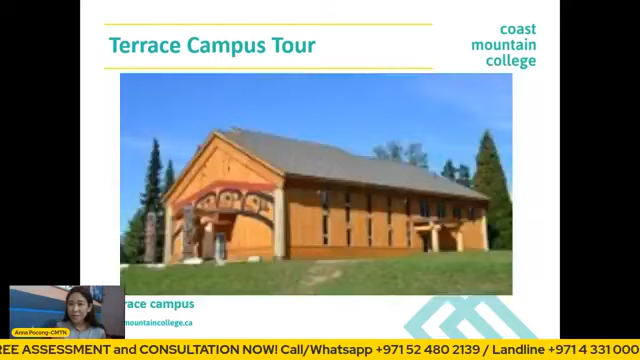 Terrace Campus Tour
coast
mountain
college
race campus
mountaincollege.ca
Anna Pocong-CMTN
REE ASSESSMENT and CONSULTATION NOW! Call/Whatsapp +971 52 480 2139 / Landline +971 4 331 000